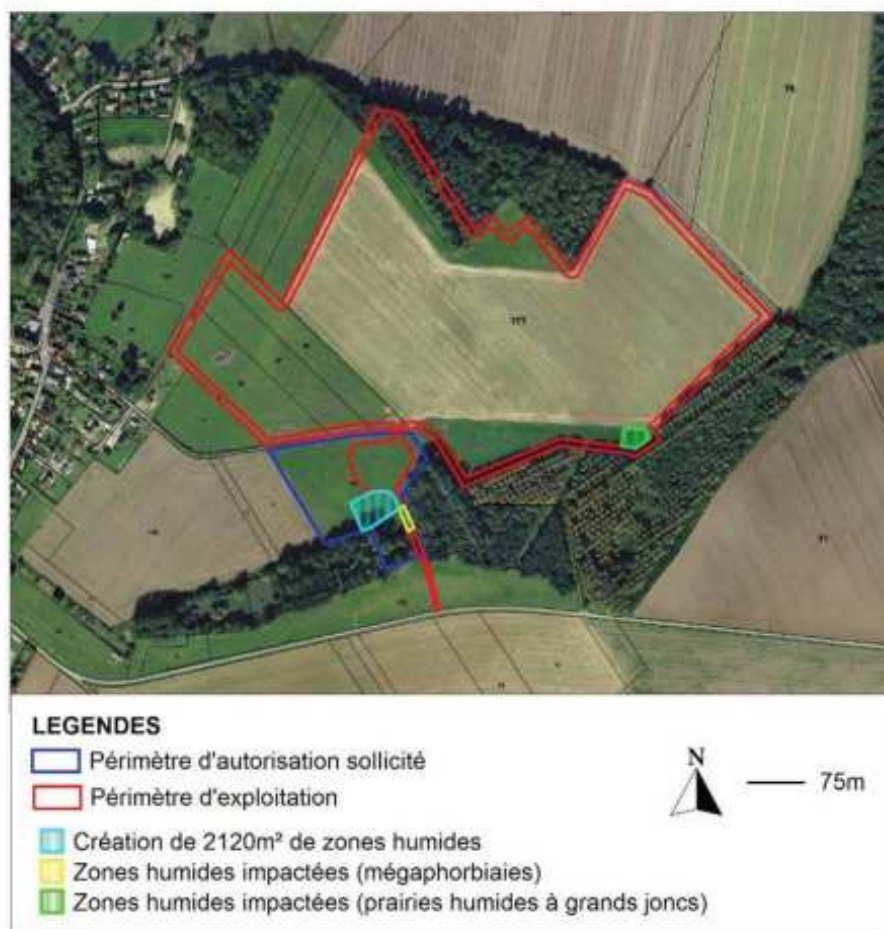 LEGENDES
Périmètre d'autorisation sollicité
Périmètre d'exploitation
N
75m
Création de 2120m² de zones humides
Zones humides impactées (mégaphorbiaies)
Zones humides impactées (prairies humides à grands joncs)